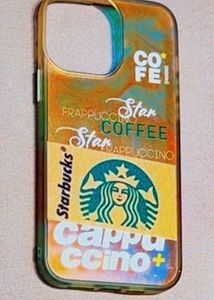 CO
FE
Star
FRAPPUCCINO
COFFEE
Star
FRAPPUCCINO
Starbucks®
Cappu
ccino+